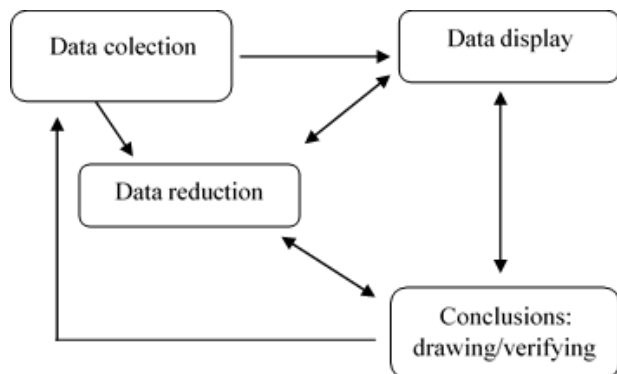 Data colection
Data display
Data reduction
Conclusions:
drawing/verifying